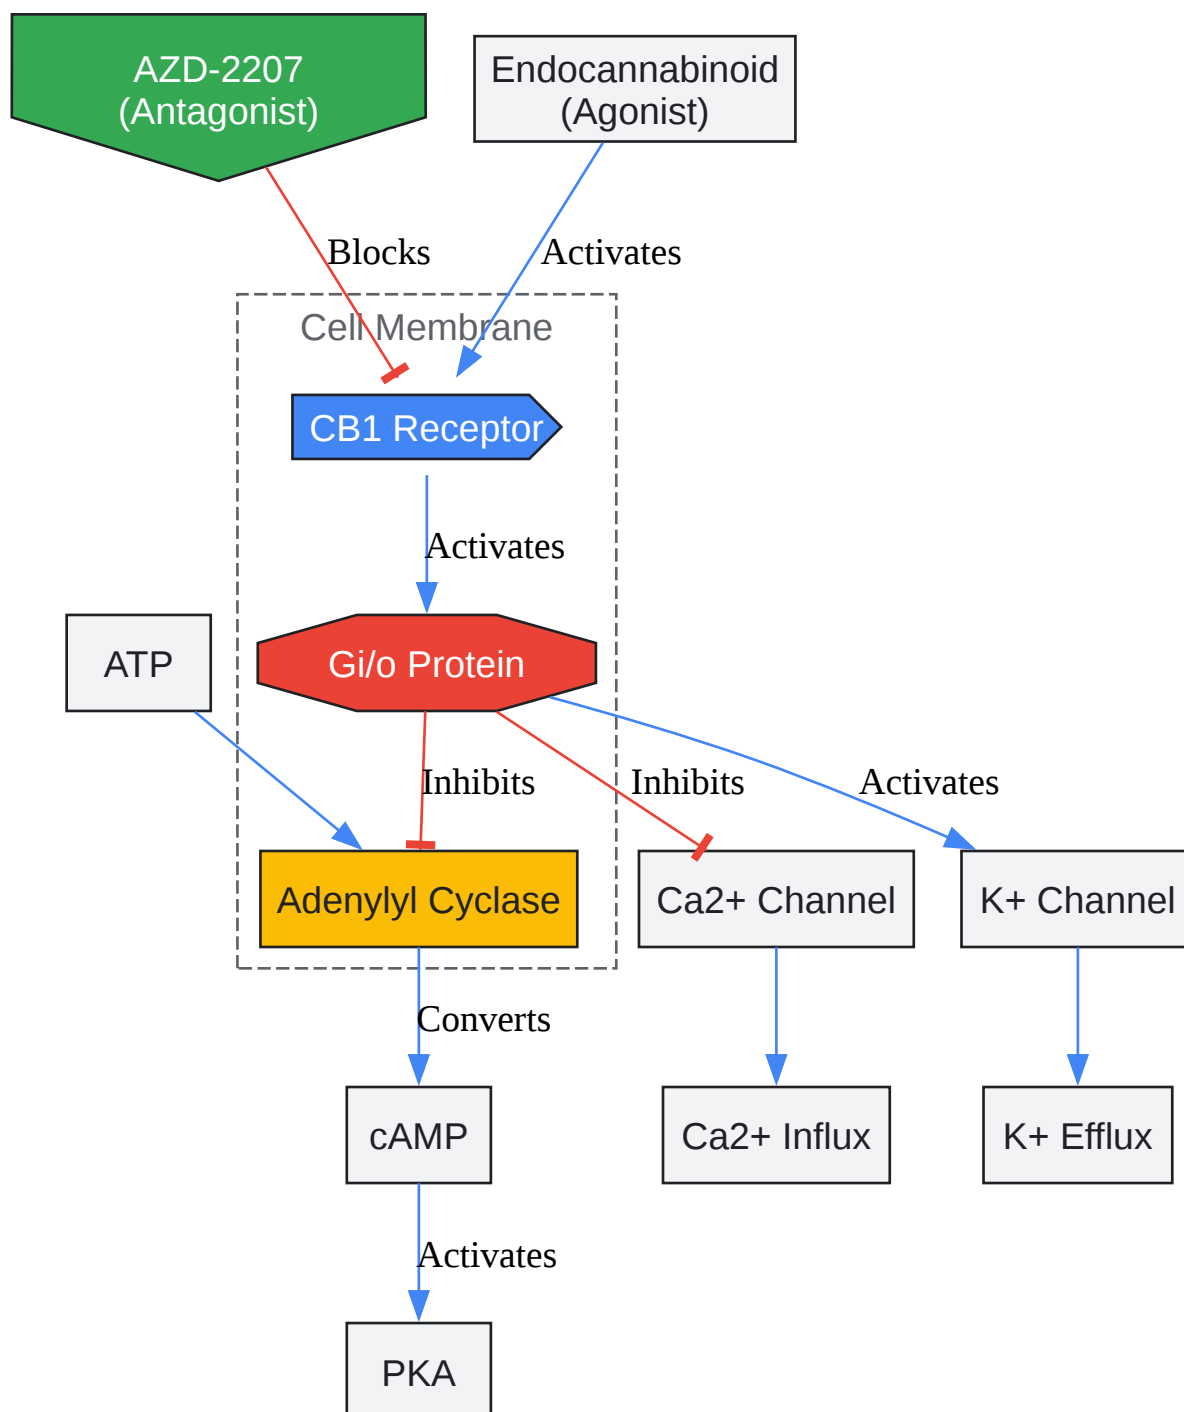 AZD-2207
(Antagonist)
Endocannabinoid
(Agonist)
Blocks
Activates
Cell Membrane
CB1 Receptor
Activates
ATP
Gi/o Protein
Inhibits
Inhibits
Activates
Adenylyl Cyclase
Ca2+ Channel
K+ Channel
Converts
cAMP
Ca2+ Influx
K+ Efflux
Activates
PKA